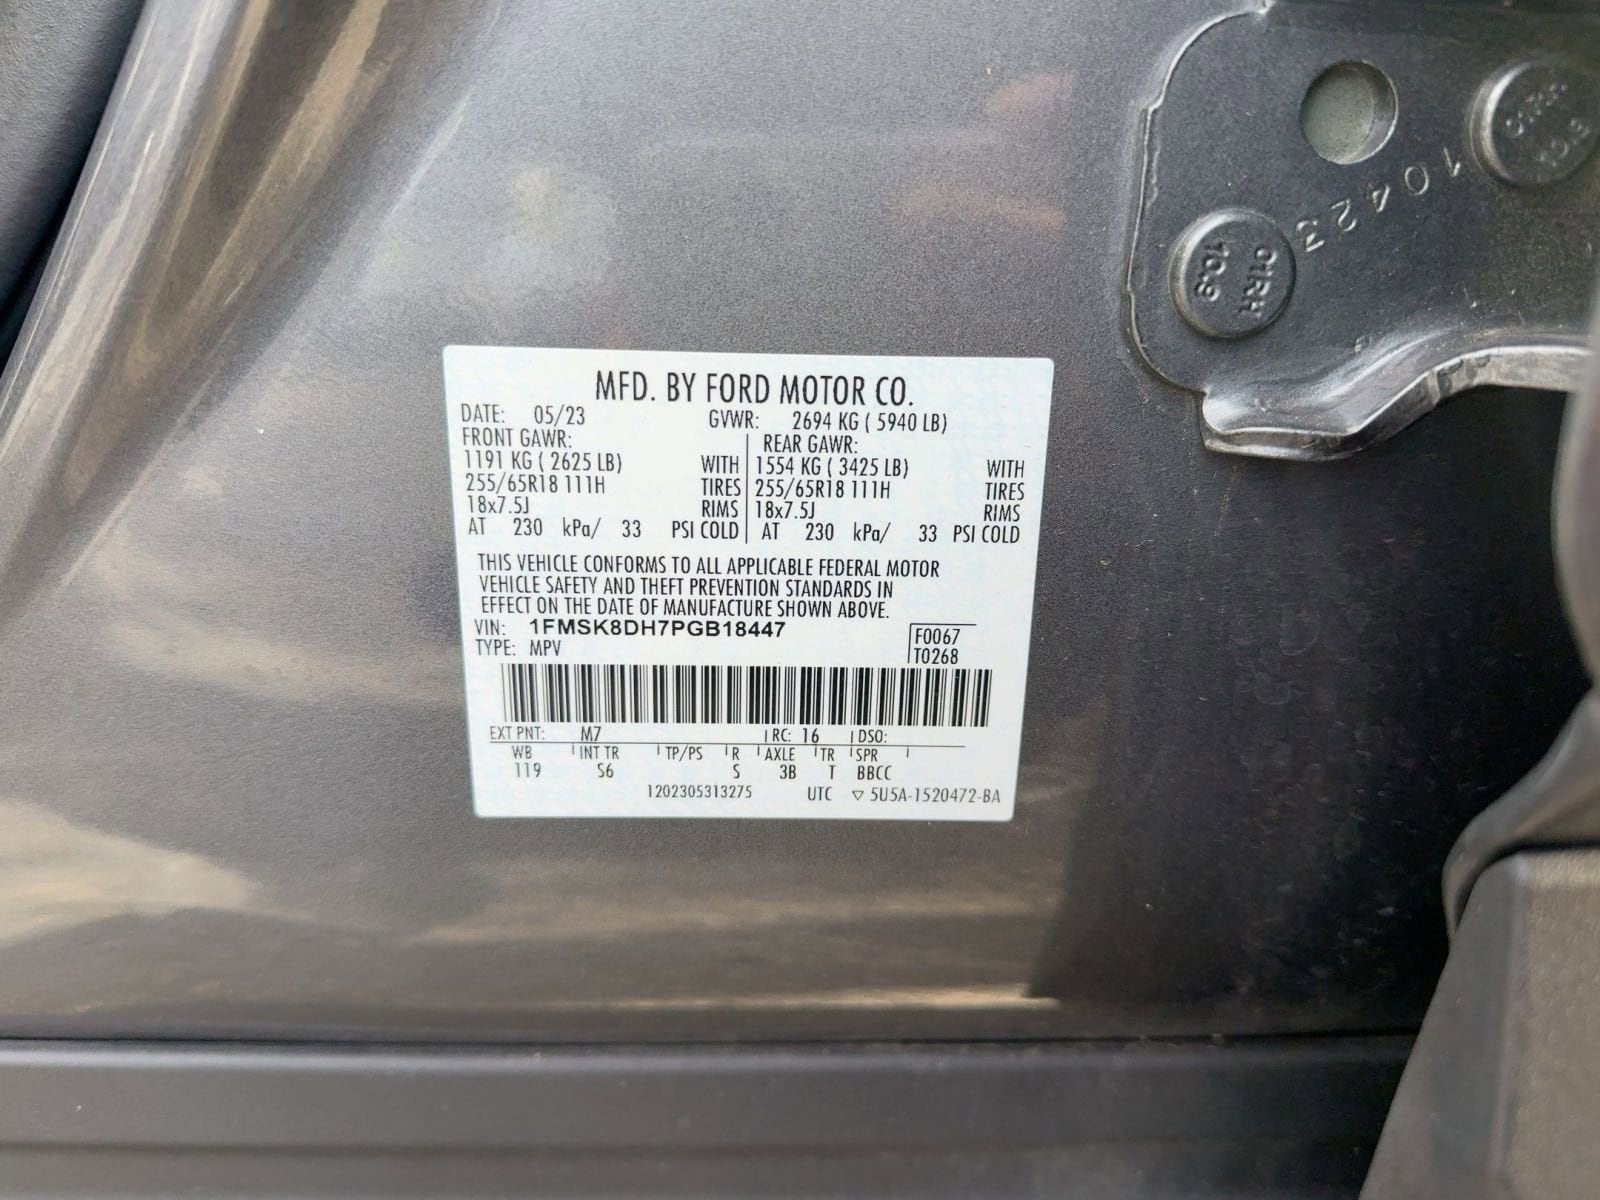 MFD. BY FORD MOTOR CO.
DATE: 05/23 GVWR: 2694 KG ( 5940 LB)
FRONT GAWR: REAR GAWR:
1191 KG ( 2625 LB) WITH 1554 KG ( 3425 LB) WITH
255/65R18 111H TIRES 255/65R18 111H TIRES
18x7.5J RIMS 18x7.5J RIMS
AT 230 kPa/ 33 PSI COLD AT 230 kPa/ 33 PSI COLD
THIS VEHICLE CONFORMS TO ALL APPLICABLE FEDERAL MOTOR
VEHICLE SAFETY AND THEFT PREVENTION STANDARDS IN
EFFECT ON THE DATE OF MANUFACTURE SHOWN ABOVE.
VIN: 1FMSK8DH7PGB18447 F0067
TYPE: MPV T0268
EXT PNT: M7 RC: 16 DSO:
WB INT TR TP/PS R AXLE TR SPR
119 S6 S 3B T BBCC
1202305313275 UTC ▽ 5U5A-1520472-BA
10423
01RH
10.9